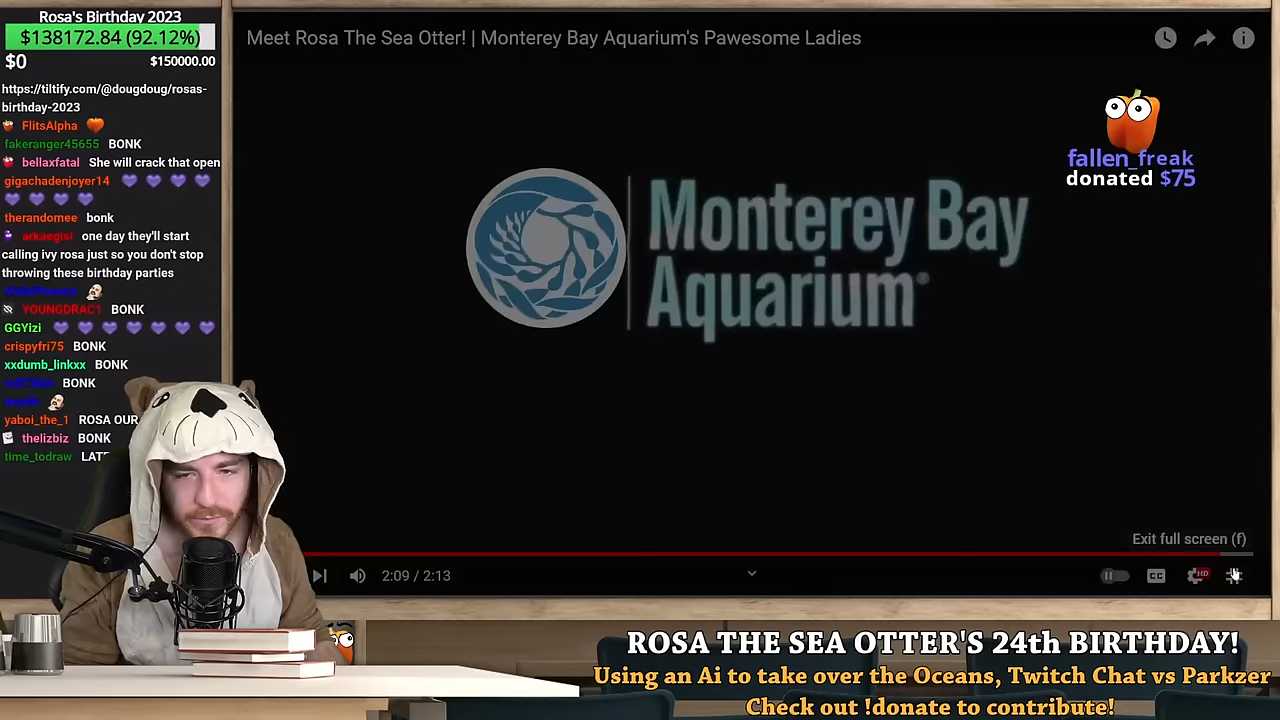 Rosa's Birthday 2023
$138172.84 (92.12%)
$0 $150000.00
https://tiltify.com/@dougdoug/rosas-
birthday-2023
FlitsAlpha
fakeranger45655 BONK
bellaxfatal She will crack that open
gigachadenjoyer14
therandomee bonk
arkaegisi one day they'll start
calling ivy rosa just so you don't stop
throwing these birthday parties
YOUNGDRAC1 BONK
GGYizi
crispyfri75 BONK
xxdumb_linkxx BONK
BONK
yaboi_the_1 ROSA OUR
thelizbiz BONK
time_todraw LATE
Meet Rosa The Sea Otter! | Monterey Bay Aquarium's Pawesome Ladies
fallen_freak
donated $75
Monterey Bay
Aquarium®
Exit full screen (f)
2:09 / 2:13
CC
HD
ROSA THE SEA OTTER'S 24th BIRTHDAY!
Using an Ai to take over the Oceans, Twitch Chat vs Parkzer
Check out !donate to contribute!